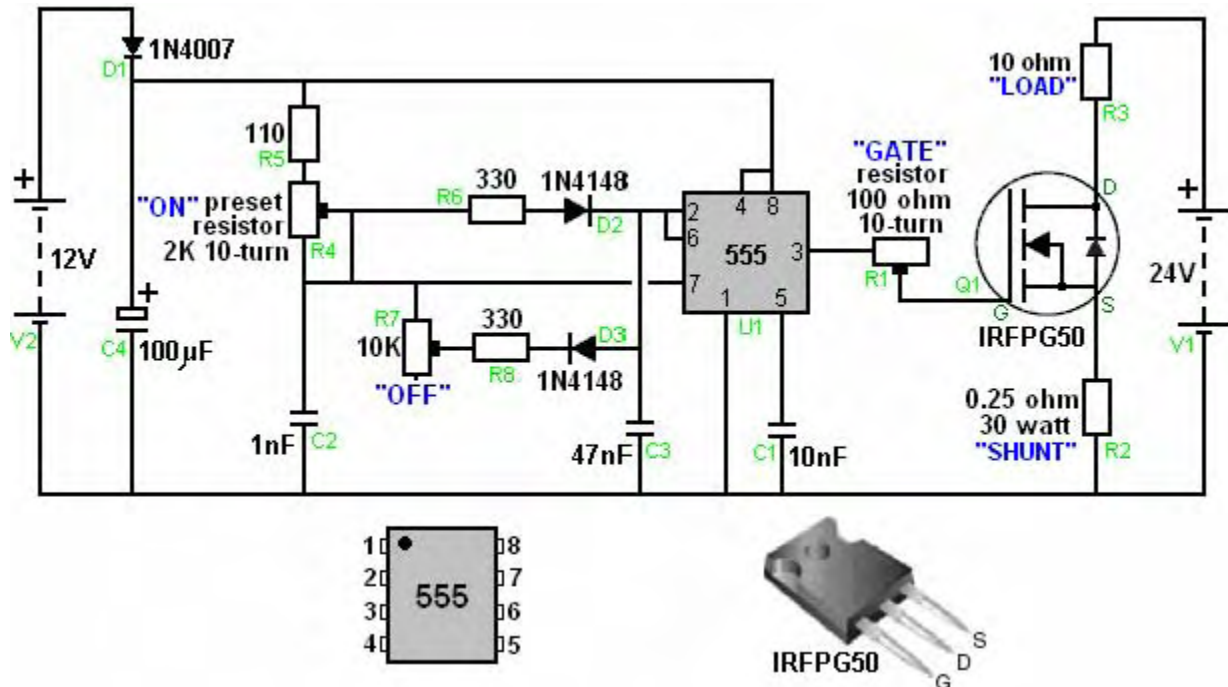 1N4007
D1
110
R5
"ON" preset
resistor
2K 10-turn
R4
+
12V
V2
+
C4
100µF
R6
330
1N4148
D2
R7
10K
"OFF"
330
R8
D3
1N4148
1nF
C2
47nF
C3
C1
10nF
4
8
2
6
555
3
7
1
5
U1
"GATE"
resistor
100 ohm
10-turn
R1
10 ohm
"LOAD"
R3
D
Q1
G
S
IRFPG50
+
24V
V1
0.25 ohm
30 watt
"SHUNT"
R2
1
8
2
7
555
3
6
4
5
IRFPG50
S
D
G